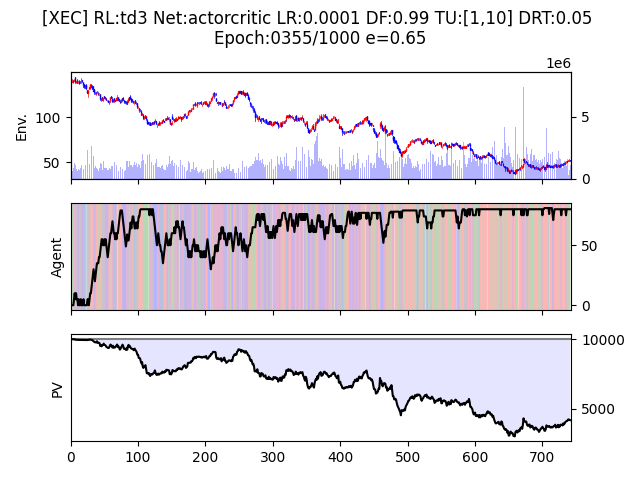 [XEC] RL:td3 Net:actorcritic LR:0.0001 DF:0.99 TU:[1,10] DRT:0.05
Epoch:0355/1000 e=0.65
1e6
Env.
100
50
5
0
Agent
50
0
PV
10000
5000
0 100 200 300 400 500 600 700